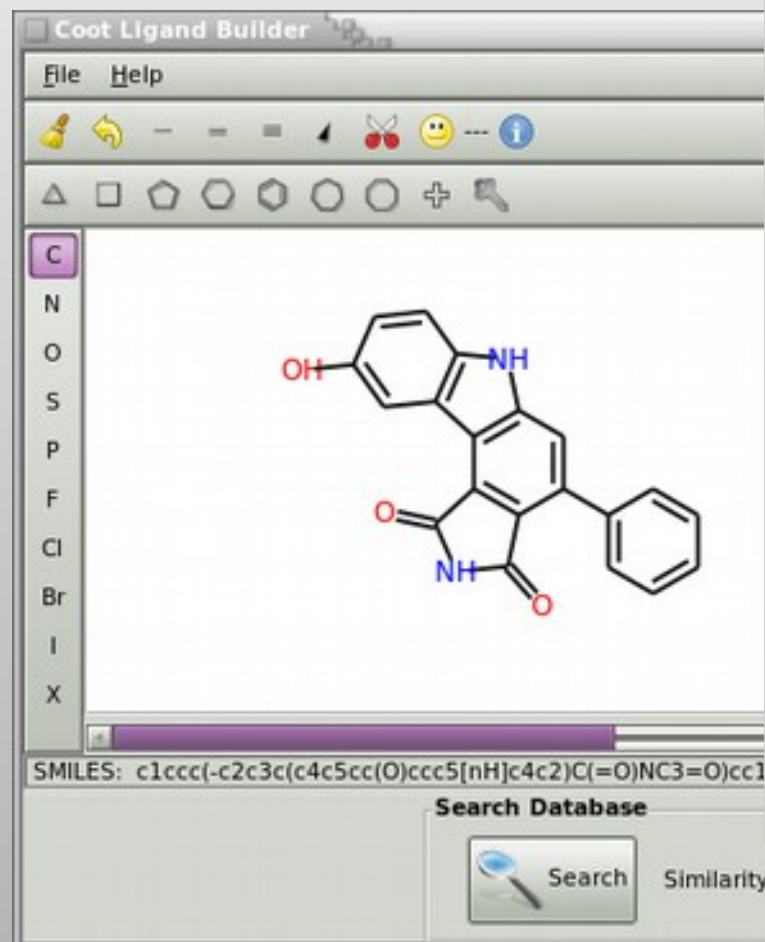 Coot Ligand Builder
File Help
C
N
O
S
P
F
Cl
Br
I
X
OH
NH
O
NH
O
SMILES: c1ccc(-c2c3c(c4c5cc(O)ccc5[nH]c4c2)C(=O)NC3=O)cc1
Search Database
Search Similarity